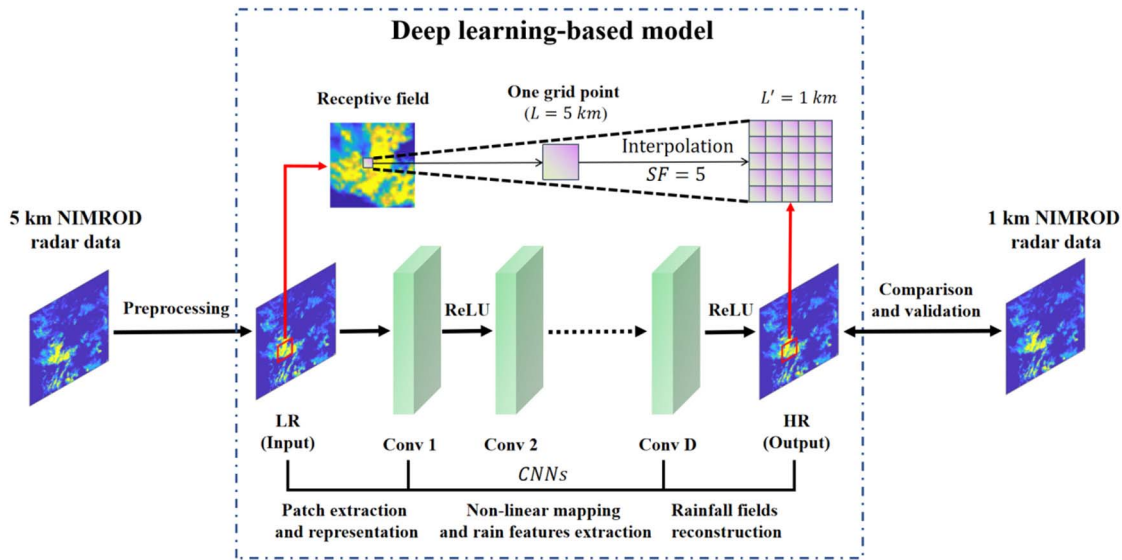 Deep learning-based model
Receptive field
One grid point
(L = 5 km)
L′ = 1 km
Interpolation
SF = 5
5 km NIMROD
radar data
1 km NIMROD
radar data
Preprocessing
ReLU
ReLU
Comparison
and validation
LR
(Input)
Conv 1
Conv 2
Conv D
HR
(Output)
CNNs
Patch extraction
and representation
Non-linear mapping
and rain features extraction
Rainfall fields
reconstruction